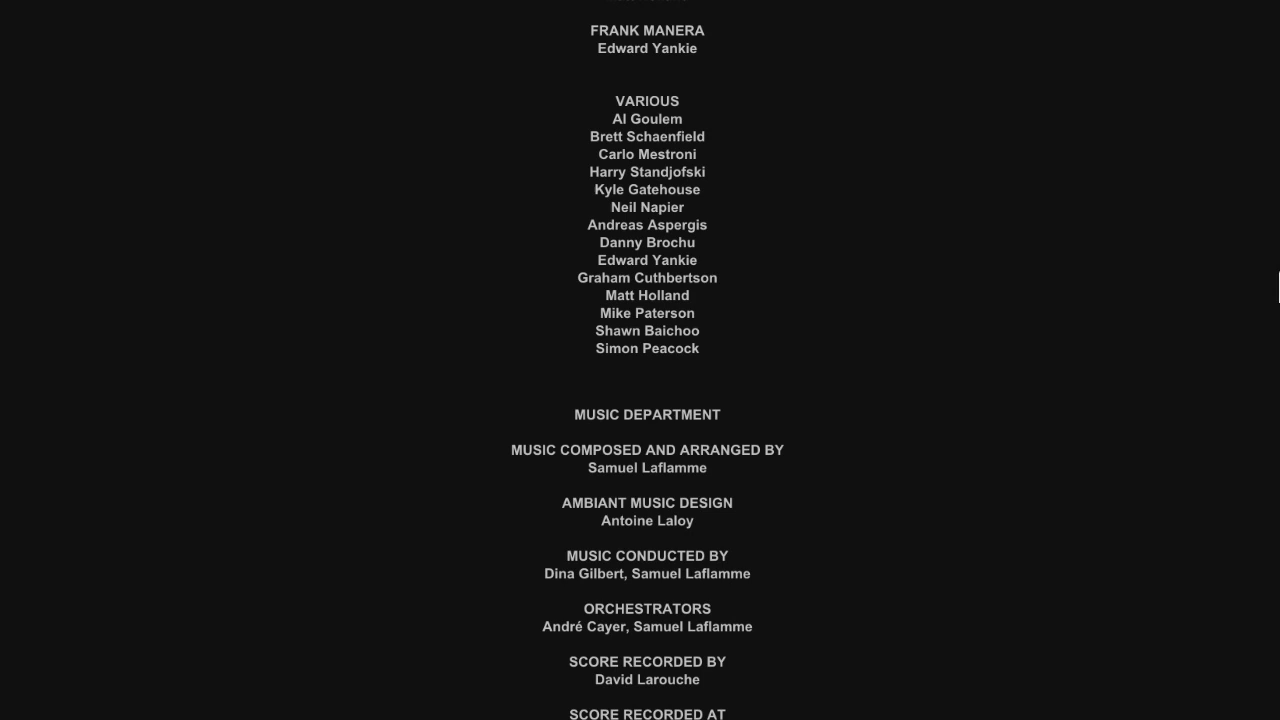 FRANK MANERA
Edward Yankie
VARIOUS
Al Goulem
Brett Schaenfield
Carlo Mestroni
Harry Standjofski
Kyle Gatehouse
Neil Napier
Andreas Aspergis
Danny Brochu
Edward Yankie
Graham Cuthbertson
Matt Holland
Mike Paterson
Shawn Baichoo
Simon Peacock
MUSIC DEPARTMENT
MUSIC COMPOSED AND ARRANGED BY
Samuel Laflamme
AMBIANT MUSIC DESIGN
Antoine Laloy
MUSIC CONDUCTED BY
Dina Gilbert, Samuel Laflamme
ORCHESTRATORS
André Cayer, Samuel Laflamme
SCORE RECORDED BY
David Larouche
SCORE RECORDED AT